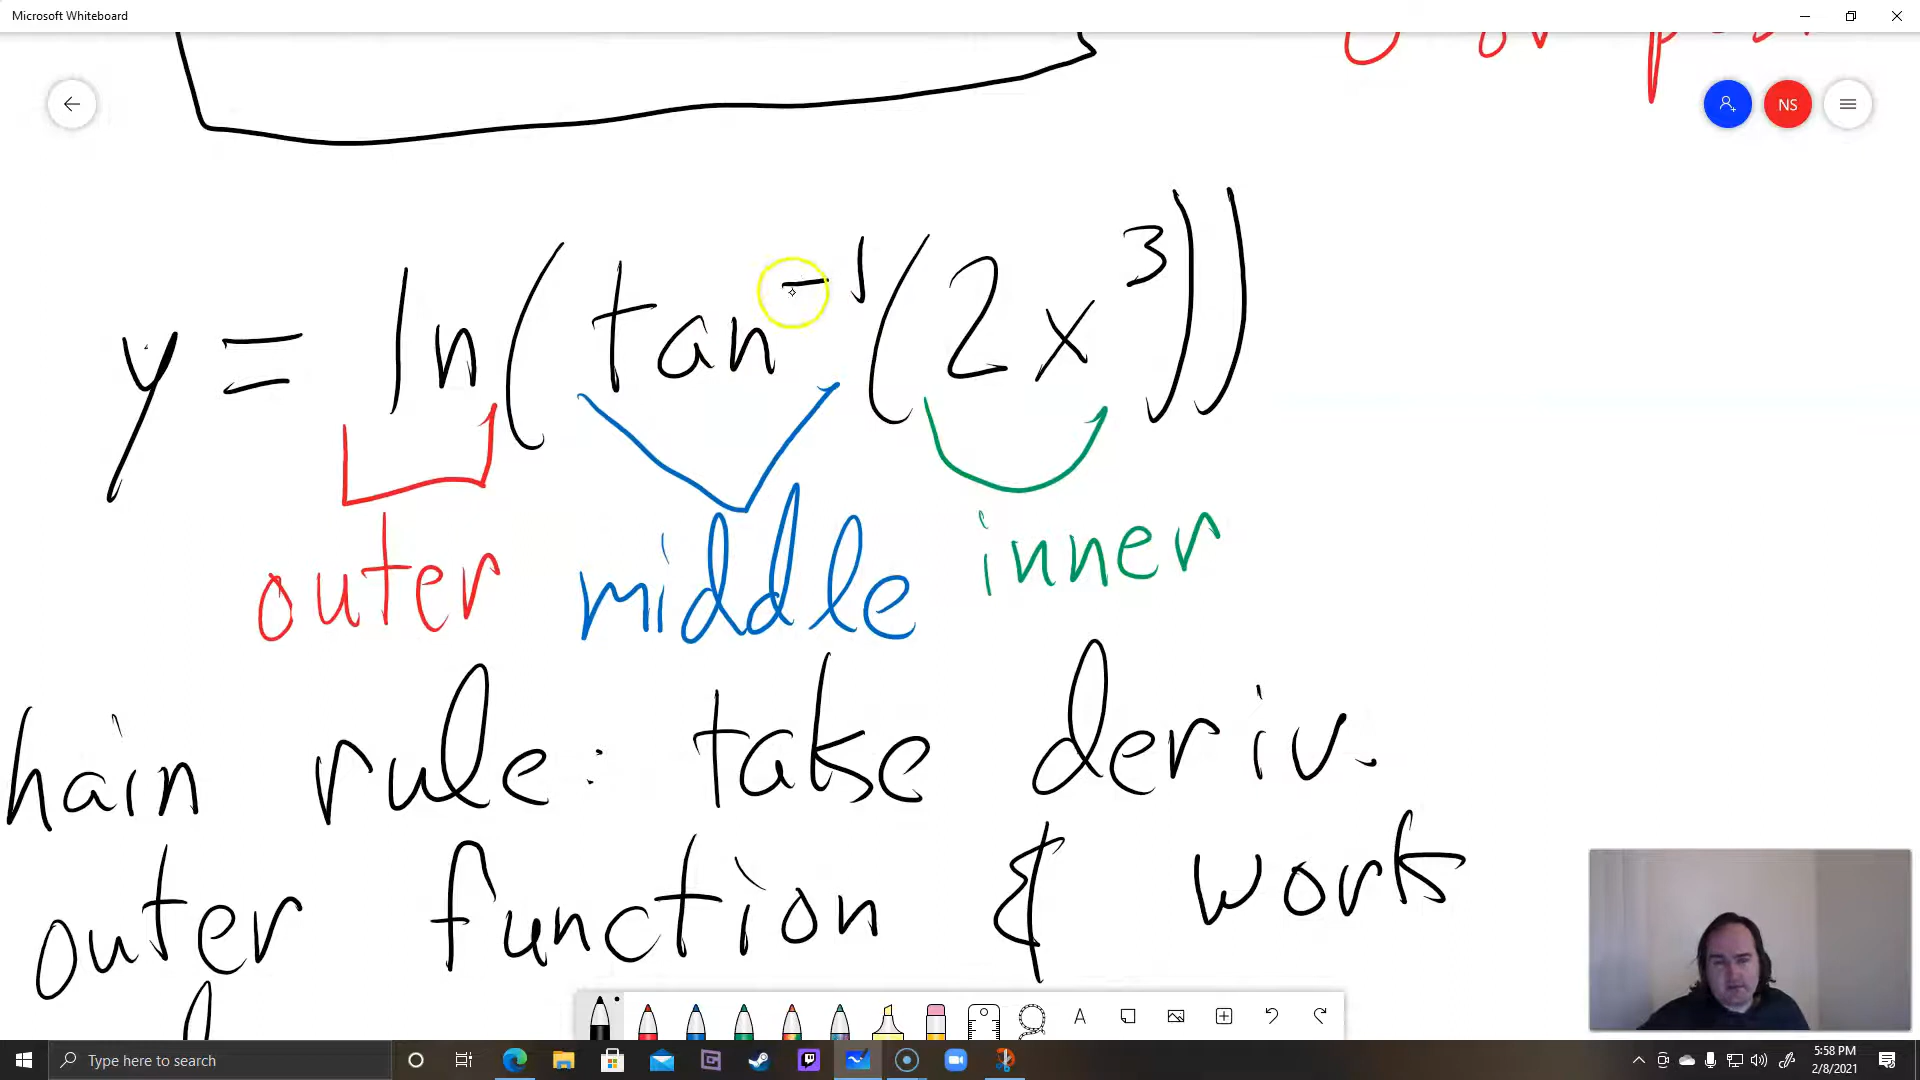 Microsoft Whiteboard
NS
y = ln(tan⁻¹(2x³))
outer middle inner
hain rule: take deriv.
outer function & work
A
Type here to search
5:58 PM
2/8/2021